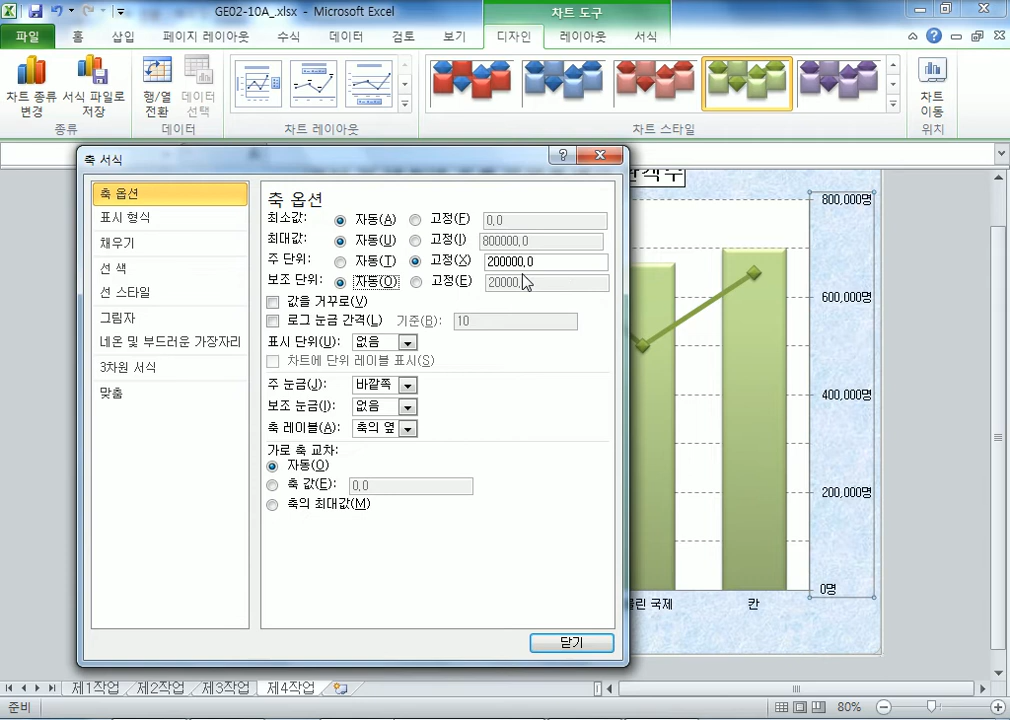 GE02-10A_.xlsx - Microsoft Excel
차트 도구
파일 홈 삽입 페이지 레이아웃 수식 데이터 검토 보기 디자인 레이아웃 서식
차트 종류 변경
서식 파일로 저장
행/열 전환
데이터 선택
종류
데이터
차트 레이아웃
차트 스타일
차트 이동
위치
축 서식
축 옵션
표시 형식
채우기
선 색
선 스타일
그림자
네온 및 부드러운 가장자리
3차원 서식
맞춤
축 옵션
최소값: 자동(A) 고정(F) 0,0
최대값: 자동(U) 고정(I) 800000,0
주 단위: 자동(T) 고정(X) 200000,0
보조 단위: 자동(O) 고정(E) 20000,
값을 거꾸로(V)
로그 눈금 간격(L) 기준(B): 10
표시 단위(U): 없음
차트에 단위 레이블 표시(S)
주 눈금(J): 바깥쪽
보조 눈금(I): 없음
축 레이블(A): 축의 옆
가로 축 교차:
자동(O)
축 값(E): 0,0
축의 최대값(M)
닫기
800,000명
600,000명
400,000명
200,000명
0명
국제
칸
제1작업 제2작업 제3작업 제4작업
준비
80%